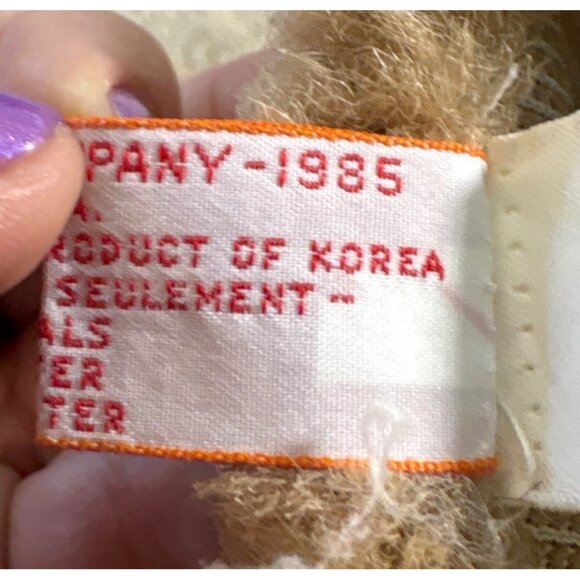 PANY -1985
A.
RODUCT OF KOREA
SEULEMENT -
ALS
ER
TER